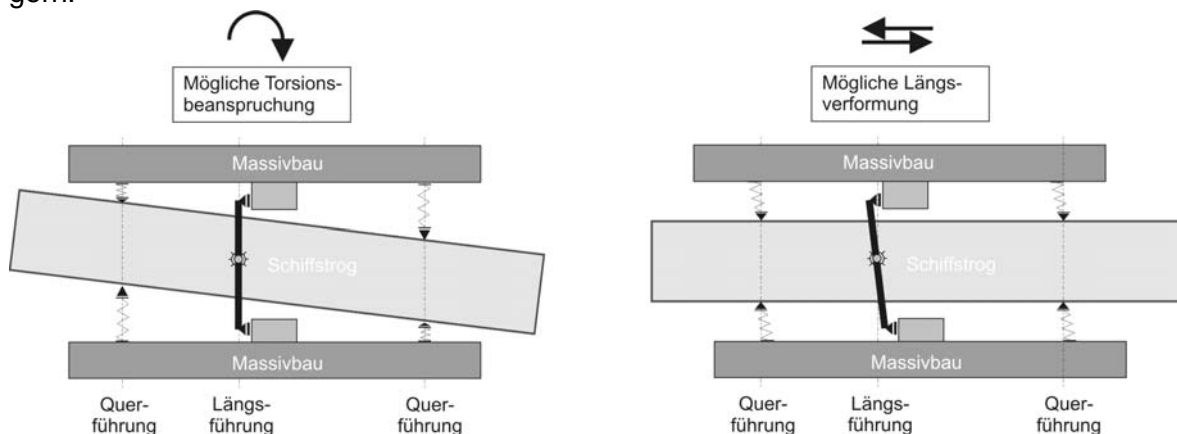 gern.
Mögliche Torsions-
beanspruchung
Massivbau
Schiffstrog
Massivbau
Quer-
führung
Längs-
führung
Quer-
führung
Mögliche Längs-
verformung
Massivbau
Schiffstrog
Massivbau
Quer-
führung
Längs-
führung
Quer-
führung